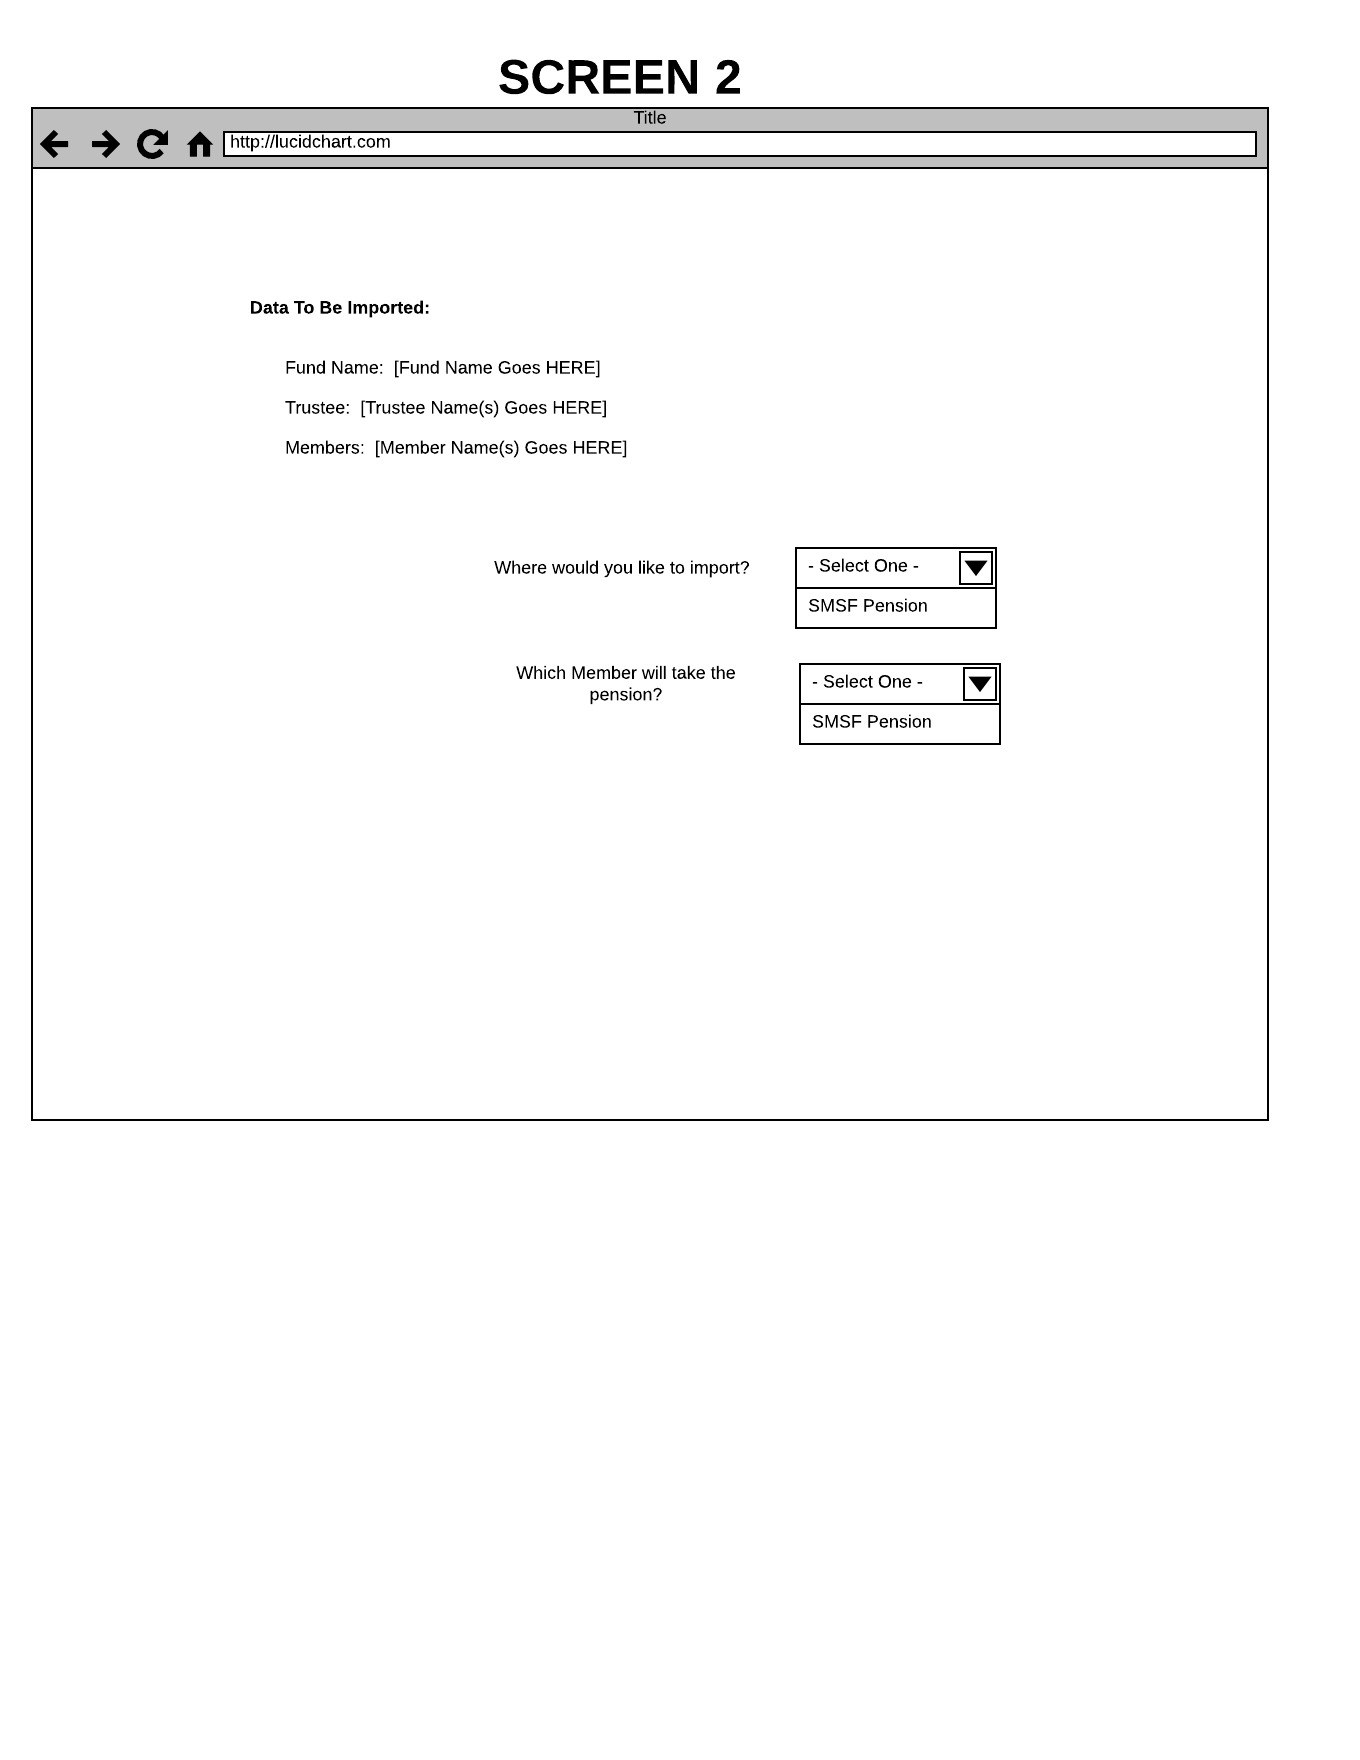 SCREEN 2
Title
http://lucidchart.com
Data To Be Imported:
Fund Name:  [Fund Name Goes HERE]
Trustee:  [Trustee Name(s) Goes HERE]
Members:  [Member Name(s) Goes HERE]
Where would you like to import?
- Select One -
SMSF Pension
Which Member will take the
pension?
- Select One -
SMSF Pension